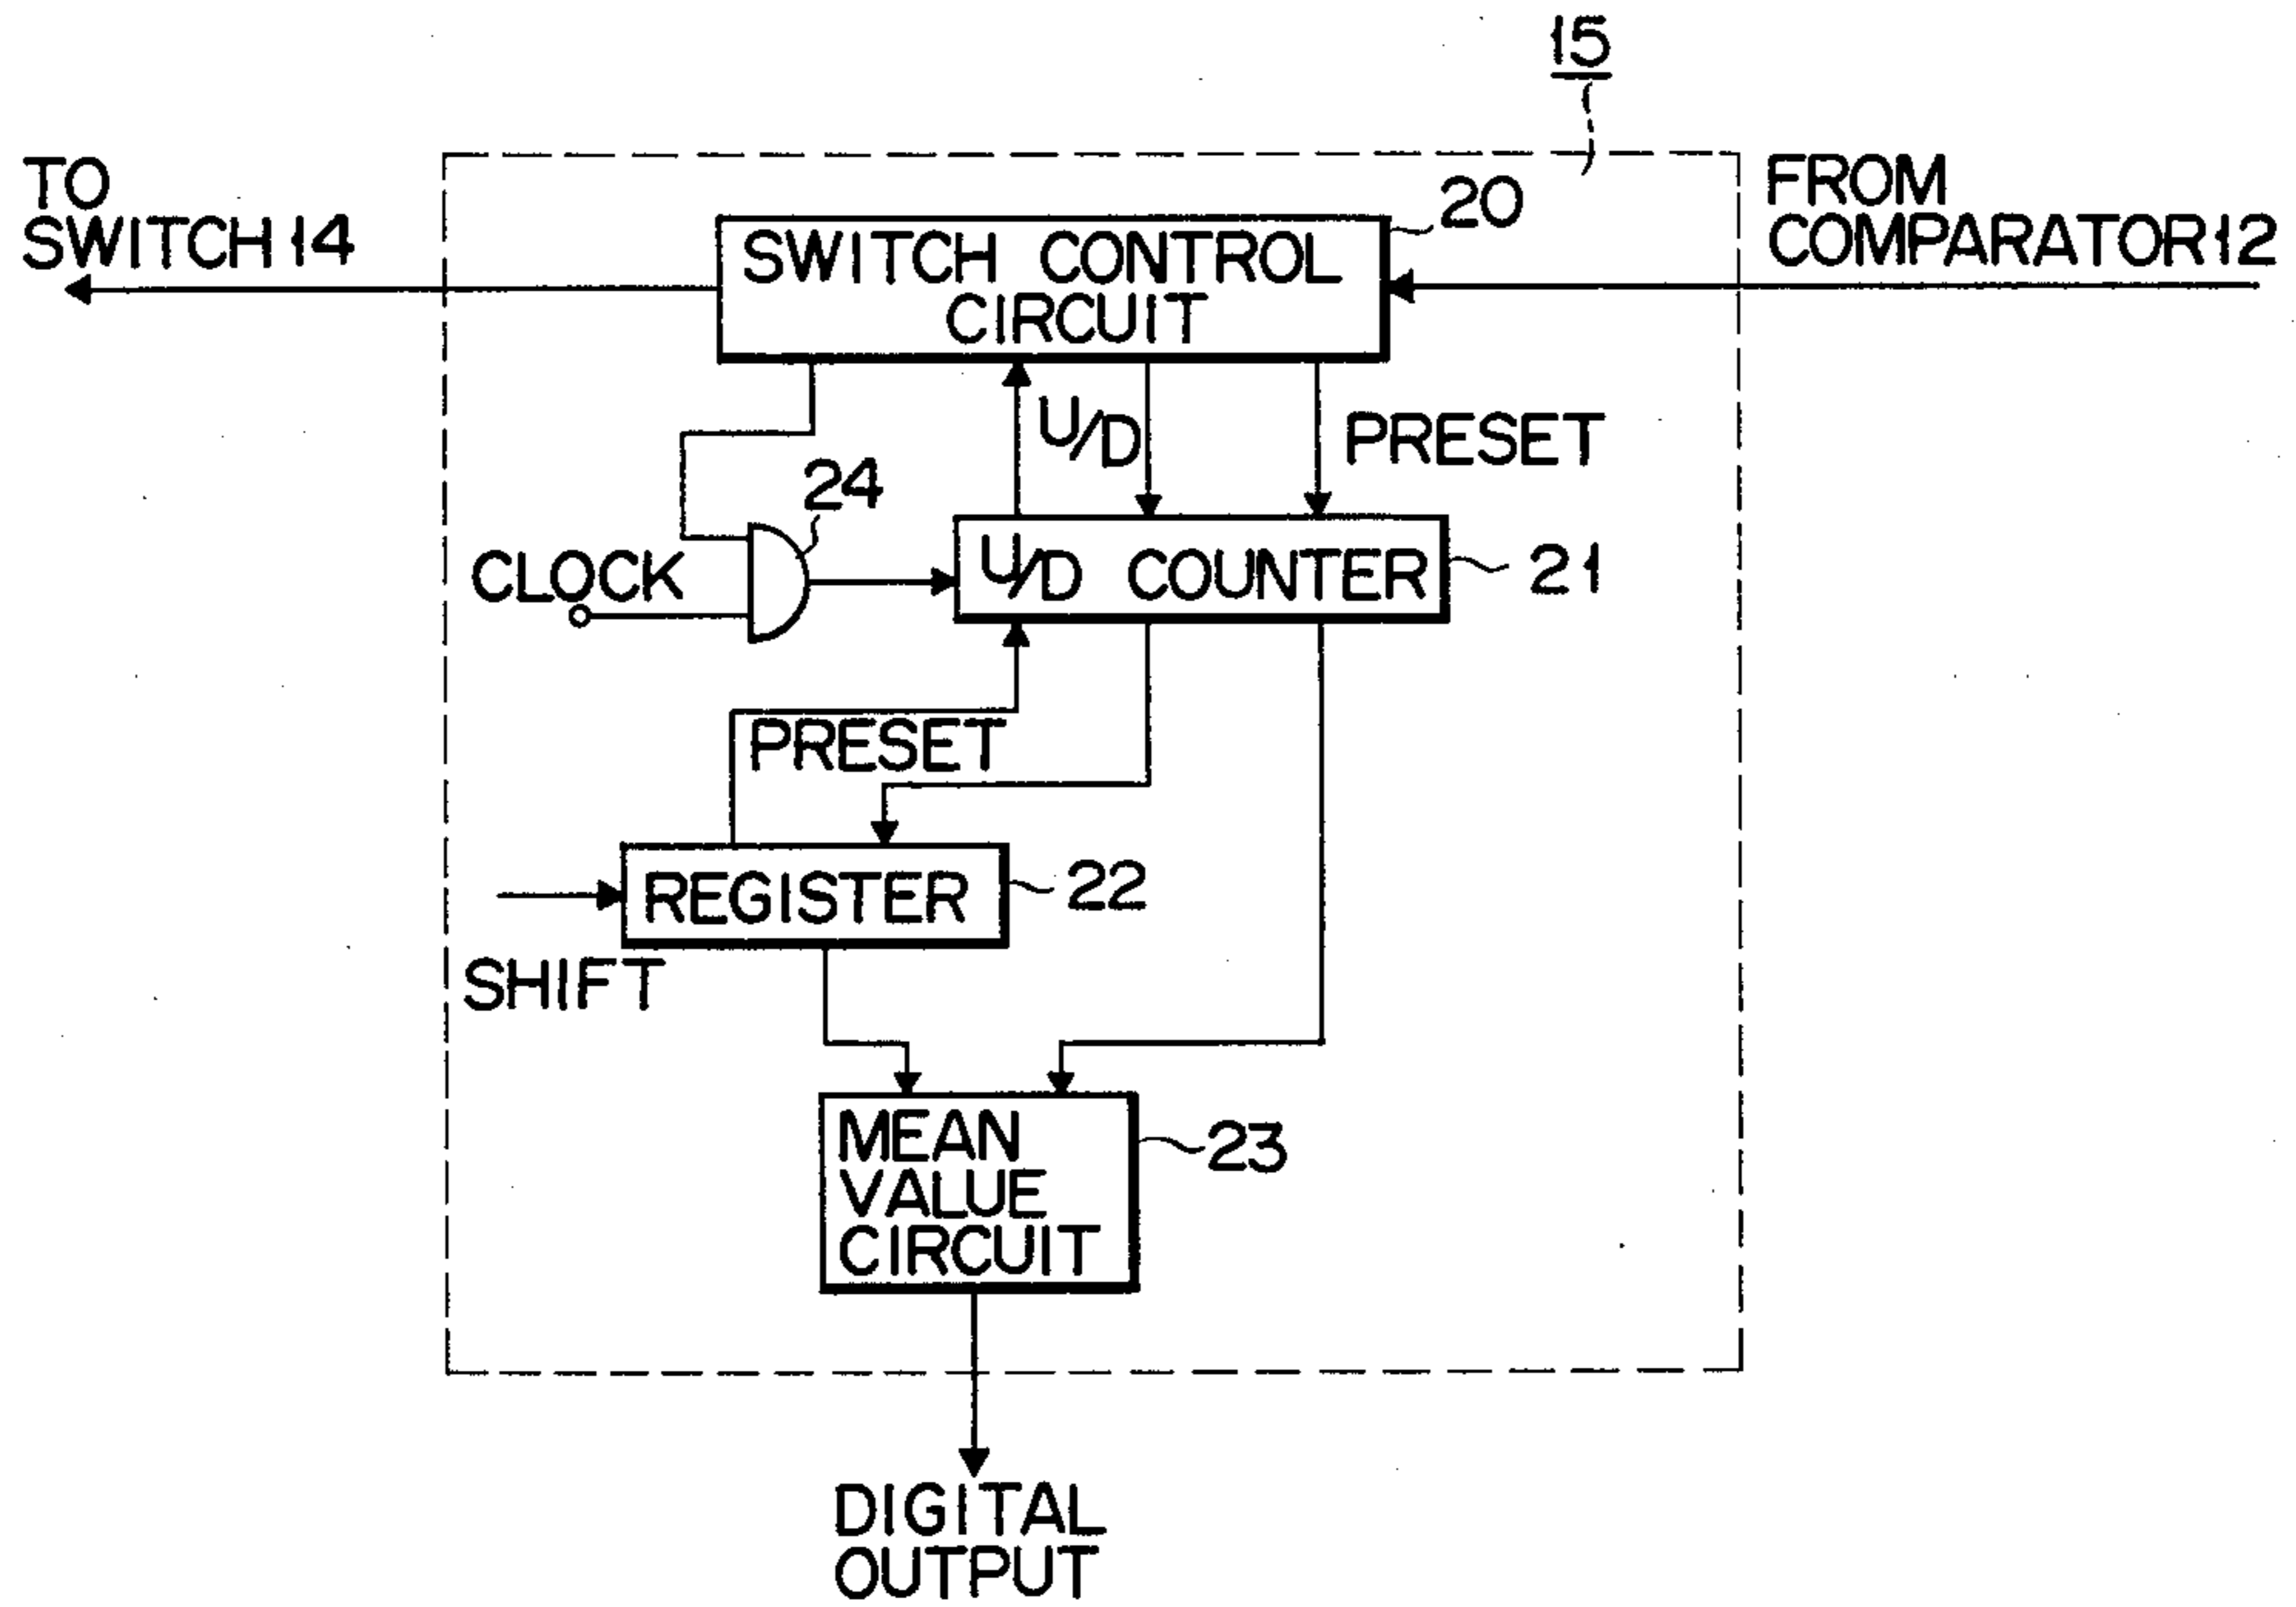 15
TO
SWITCH 14
FROM
COMPARATOR 12
20
SWITCH CONTROL
CIRCUIT
U/D
PRESET
24
CLOCK
U/D COUNTER
21
PRESET
REGISTER
22
SHIFT
MEAN
VALUE
CIRCUIT
23
DIGITAL
OUTPUT